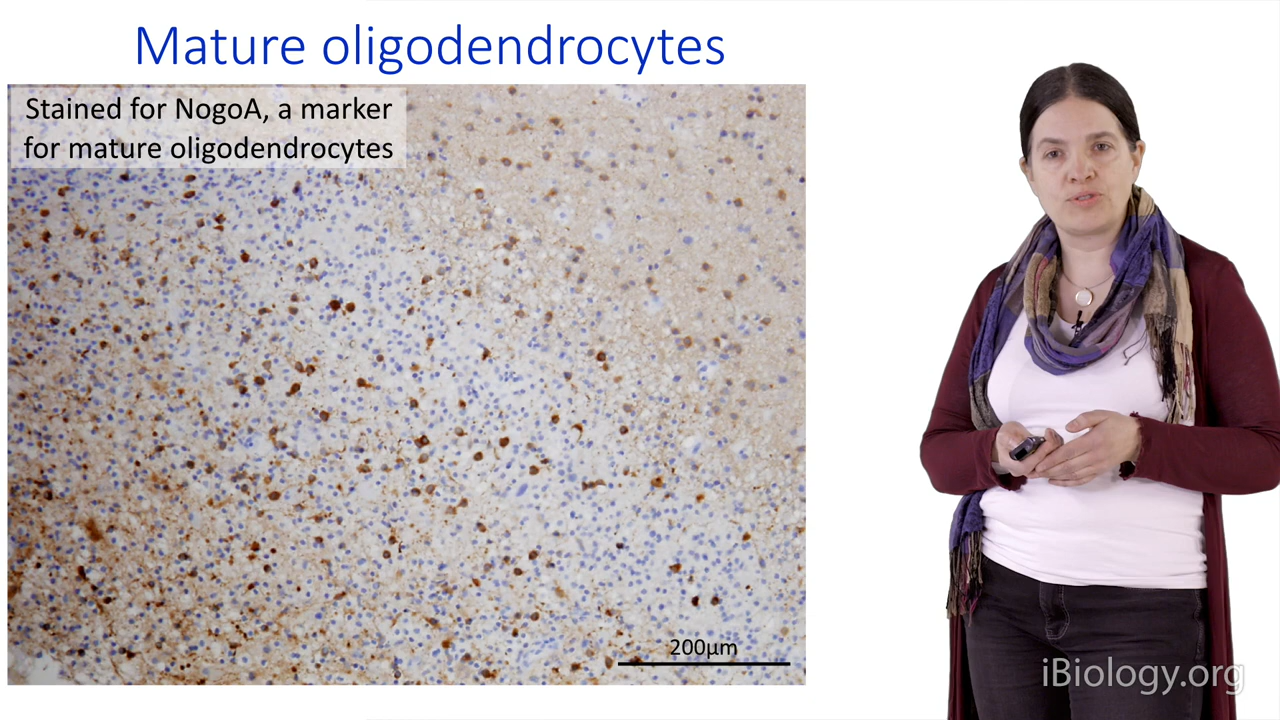 Mature oligodendrocytes
Stained for NogoA, a marker
for mature oligodendrocytes
200µm
iBiology.org